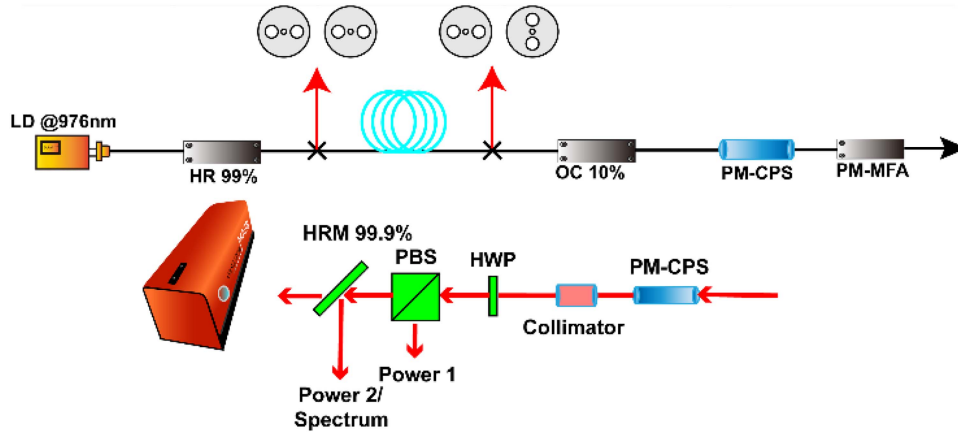 LD @976nm
HR 99%
OC 10%
PM-CPS
PM-MFA
HRM 99.9%
PBS
HWP
PM-CPS
Collimator
Power 1
Power 2/
Spectrum